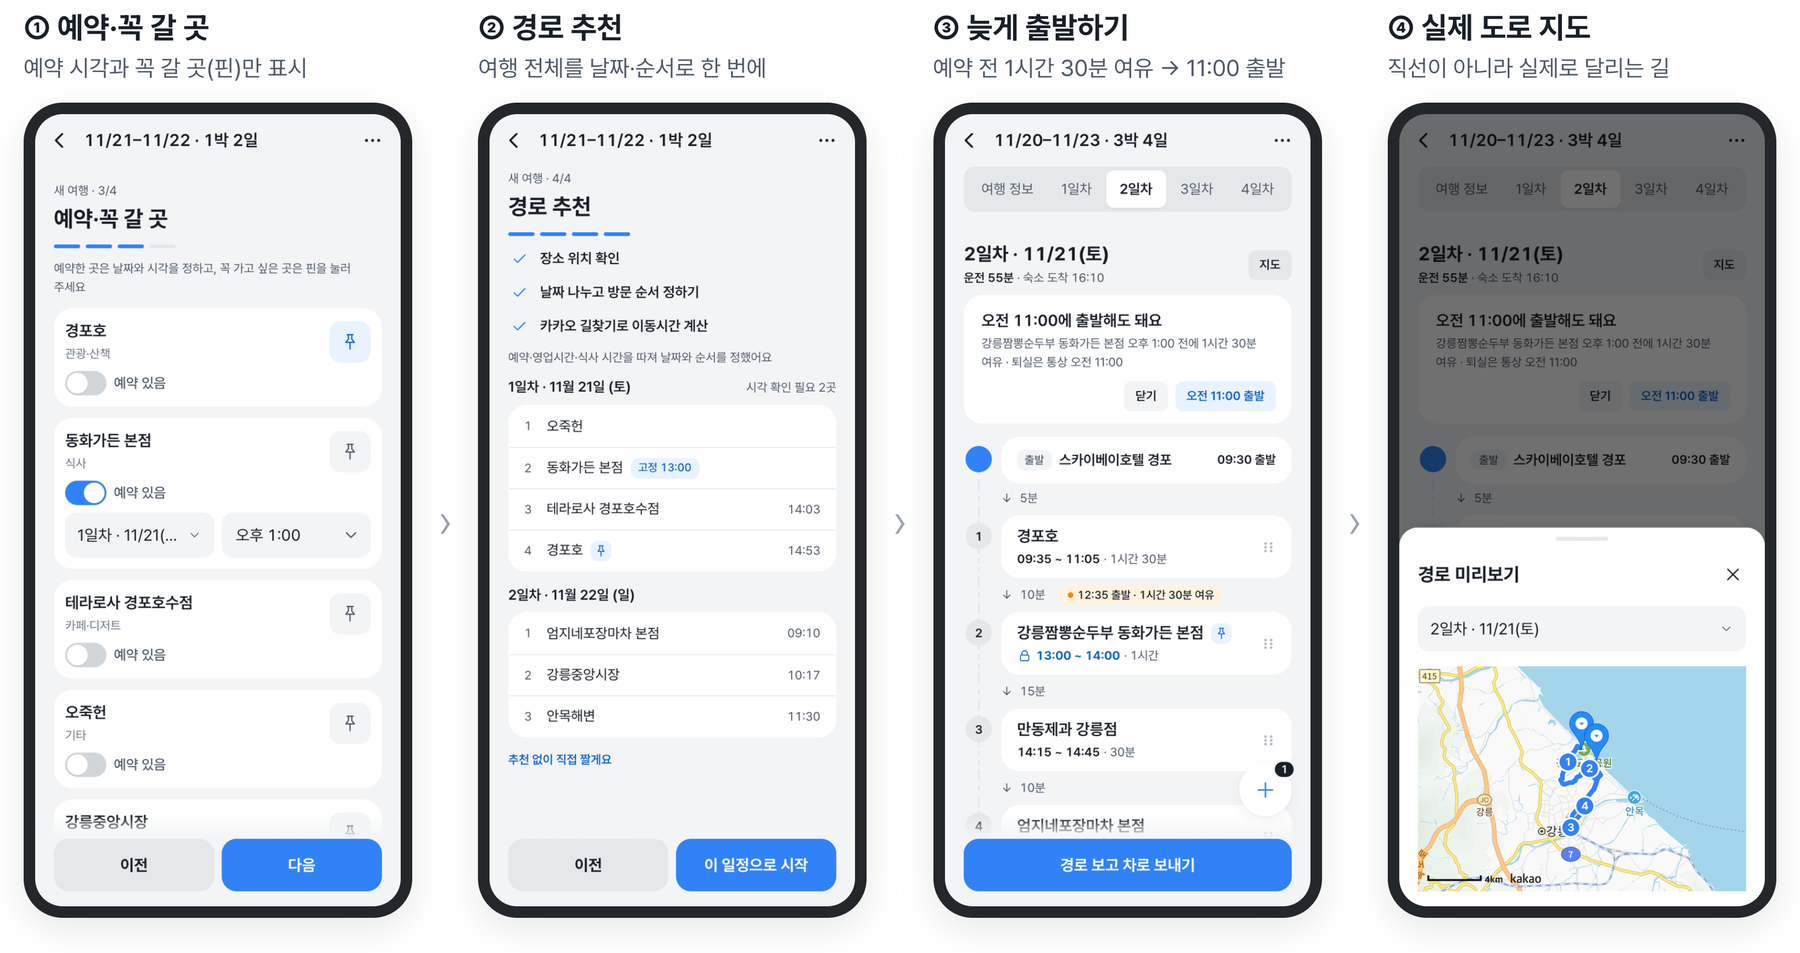 ① 예약·꼭 갈 곳
예약 시각과 꼭 갈 곳(핀)만 표시
11/21–11/22 · 1박 2일
새 여행 · 3/4
예약·꼭 갈 곳
예약한 곳은 날짜와 시각을 정하고, 꼭 가고 싶은 곳은 핀을 눌러
주세요
경포호
관광·산책
예약 있음
동화가든 본점
식사
예약 있음
1일차 · 11/21(...
오후 1:00
테라로사 경포호수점
카페·디저트
예약 있음
오죽헌
기타
예약 있음
강릉중앙시장
이전
다음
② 경로 추천
여행 전체를 날짜·순서로 한 번에
11/21–11/22 · 1박 2일
새 여행 · 4/4
경로 추천
장소 위치 확인
날짜 나누고 방문 순서 정하기
카카오 길찾기로 이동시간 계산
예약·영업시간·식사 시간을 따져 날짜와 순서를 정했어요
1일차 · 11월 21일 (토) 시각 확인 필요 2곳
1 오죽헌
2 동화가든 본점 고정 13:00
3 테라로사 경포호수점 14:03
4 경포호 14:53
2일차 · 11월 22일 (일)
1 엄지네포장마차 본점 09:10
2 강릉중앙시장 10:17
3 안목해변 11:30
추천 없이 직접 짤게요
이전
이 일정으로 시작
③ 늦게 출발하기
예약 전 1시간 30분 여유 → 11:00 출발
11/20–11/23 · 3박 4일
여행 정보 1일차 2일차 3일차 4일차
2일차 · 11/21(토)
운전 55분 · 숙소 도착 16:10
지도
오전 11:00에 출발해도 돼요
강릉짬뽕순두부 동화가든 본점 오후 1:00 전에 1시간 30분
여유 · 퇴실은 통상 오전 11:00
닫기
오전 11:00 출발
출발 스카이베이호텔 경포 09:30 출발
↓ 5분
1 경포호
09:35 ~ 11:05 · 1시간 30분
↓ 10분 12:35 출발 · 1시간 30분 여유
2 강릉짬뽕순두부 동화가든 본점
13:00 ~ 14:00 · 1시간
↓ 15분
3 만동제과 강릉점
14:15 ~ 14:45 · 30분
1
↓ 10분
4 엄지네포장마차 본점
경로 보고 차로 보내기
④ 실제 도로 지도
직선이 아니라 실제로 달리는 길
11/20–11/23 · 3박 4일
여행 정보 1일차 2일차 3일차 4일차
2일차 · 11/21(토)
운전 55분 · 숙소 도착 16:10
지도
오전 11:00에 출발해도 돼요
강릉짬뽕순두부 동화가든 본점 오후 1:00 전에 1시간 30분
여유 · 퇴실은 통상 오전 11:00
닫기
오전 11:00 출발
출발 스카이베이호텔 경포 09:30 출발
↓ 5분
경로 미리보기
2일차 · 11/21(토)
415
1
2
JC
강릉
안목
4
3
7
4km
kakao